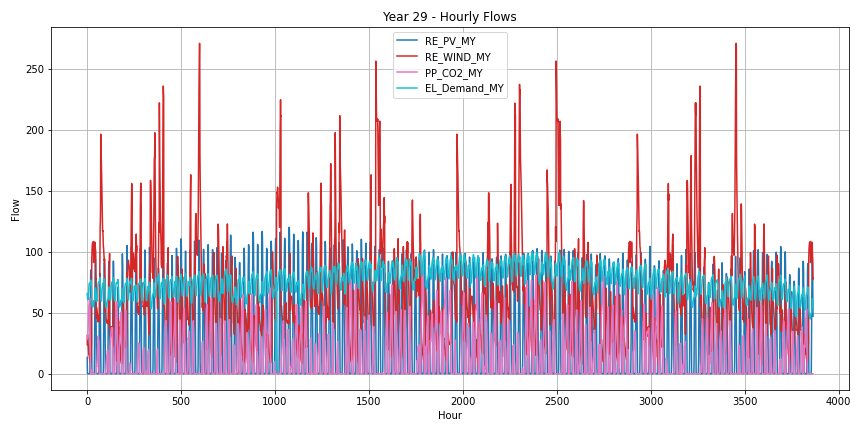 Year 29 - Hourly Flows
RE_PV_MY
RE_WIND_MY
PP_CO2_MY
EL_Demand_MY
Flow
250
200
150
100
50
0
0 500 1000 1500 2000 2500 3000 3500 4000
Hour